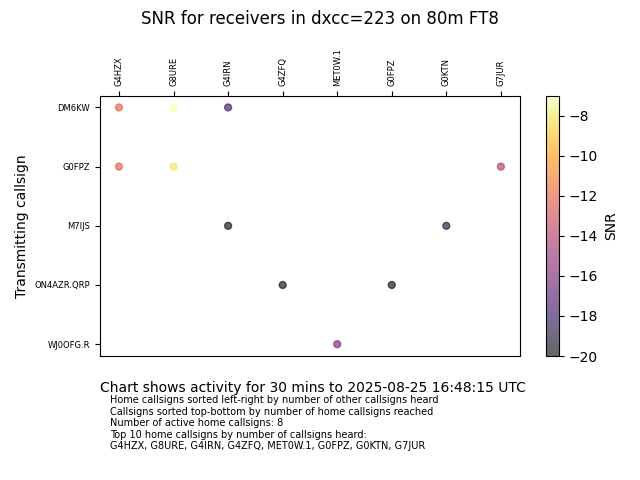 SNR for receivers in dxcc=223 on 80m FT8
G4HZX G8URE G4IRN G4ZFQ MET0W.1 G0FPZ G0KTN G7JUR
DM6KW
G0FPZ
M7IJS
ON4AZR.QRP
WJ0OFG.R
Transmitting callsign
−8
−10
−12
−14
−16
−18
−20
SNR
Chart shows activity for 30 mins to 2025-08-25 16:48:15 UTC
Home callsigns sorted left-right by number of other callsigns heard
Callsigns sorted top-bottom by number of home callsigns reached
Number of active home callsigns: 8
Top 10 home callsigns by number of callsigns heard:
G4HZX, G8URE, G4IRN, G4ZFQ, MET0W.1, G0FPZ, G0KTN, G7JUR